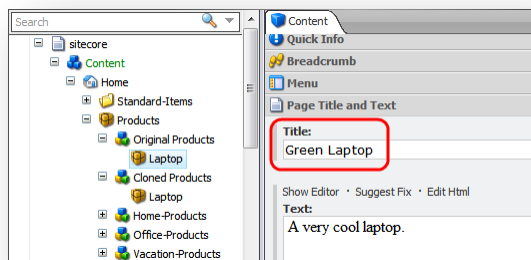 Search
sitecore
Content
Home
Standard-Items
Products
Original Products
Laptop
Cloned Products
Laptop
Home-Products
Office-Products
Vacation-Products
Content
Quick Info
Breadcrumb
Menu
Page Title and Text
Title:
Green Laptop
Show Editor · Suggest Fix · Edit Html
Text:
A very cool laptop.